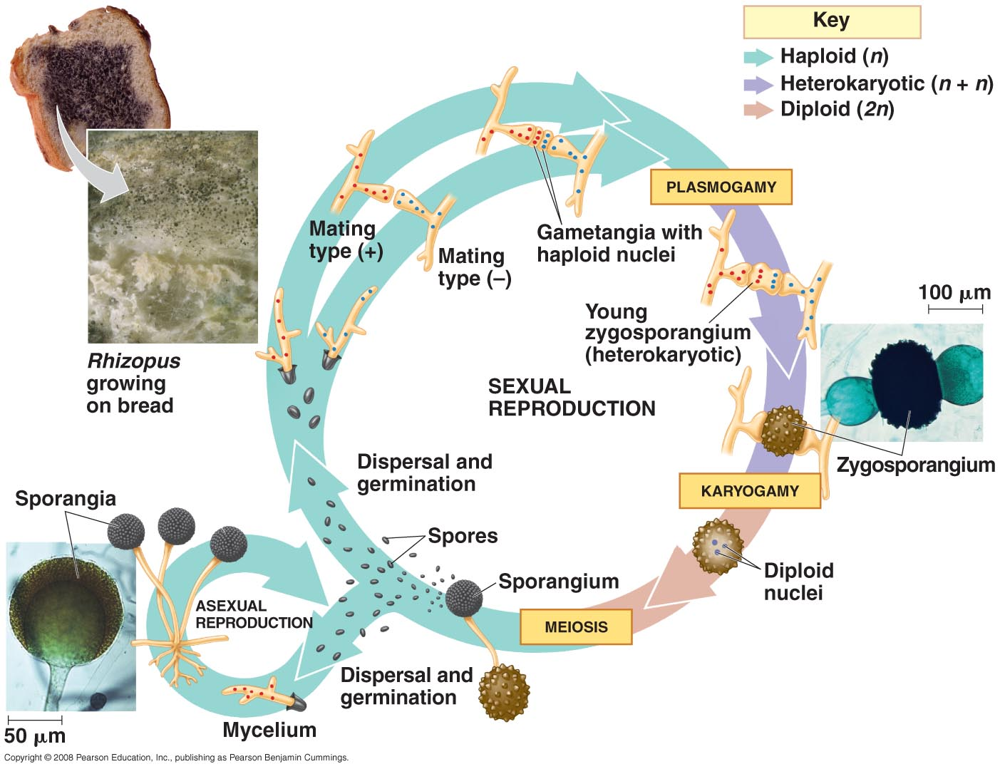 Key
Haploid (n)
Heterokaryotic (n + n)
Diploid (2n)
PLASMOGAMY
Mating
type (+)
Mating
type (–)
Gametangia with
haploid nuclei
Young
zygosporangium
(heterokaryotic)
100 μm
Rhizopus
growing
on bread
SEXUAL
REPRODUCTION
Zygosporangium
KARYOGAMY
Dispersal and
germination
Sporangia
Spores
Diploid
nuclei
Sporangium
ASEXUAL
REPRODUCTION
MEIOSIS
Dispersal and
germination
Mycelium
50 μm
Copyright © 2008 Pearson Education, Inc., publishing as Pearson Benjamin Cummings.